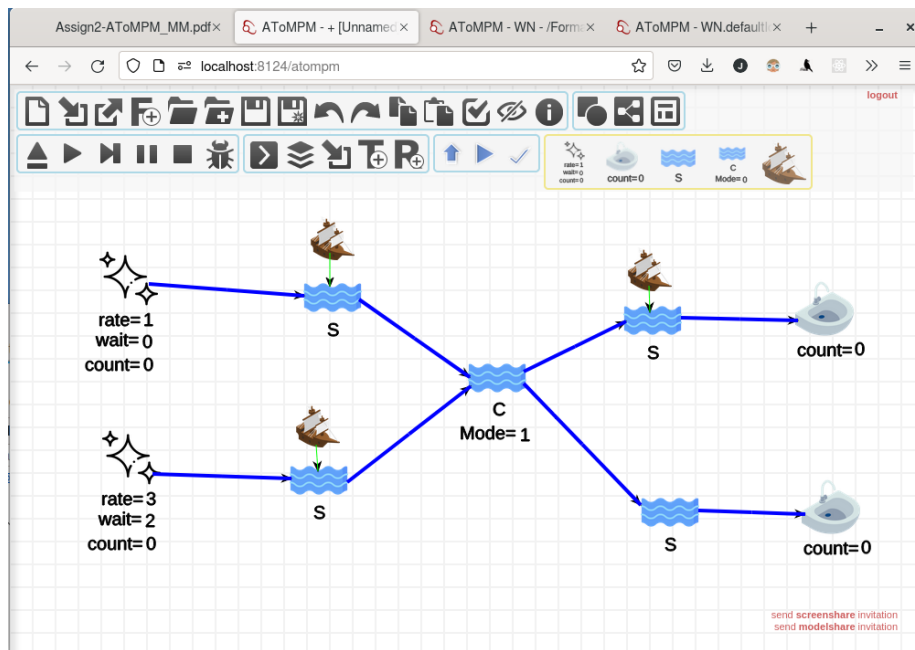 Assign2-AToMPM_MM.pdf
AToMPM - + [Unnamed
AToMPM - WN - /Forma
AToMPM - WN.default
localhost:8124/atompm
logout
rate=1
wait=0
count=0
count=0
S
C
Mode=0
rate=1
wait=0
count=0
S
S
count=0
C
Mode=1
rate=3
wait=2
count=0
S
S
count=0
send screenshare invitation
send modelshare invitation